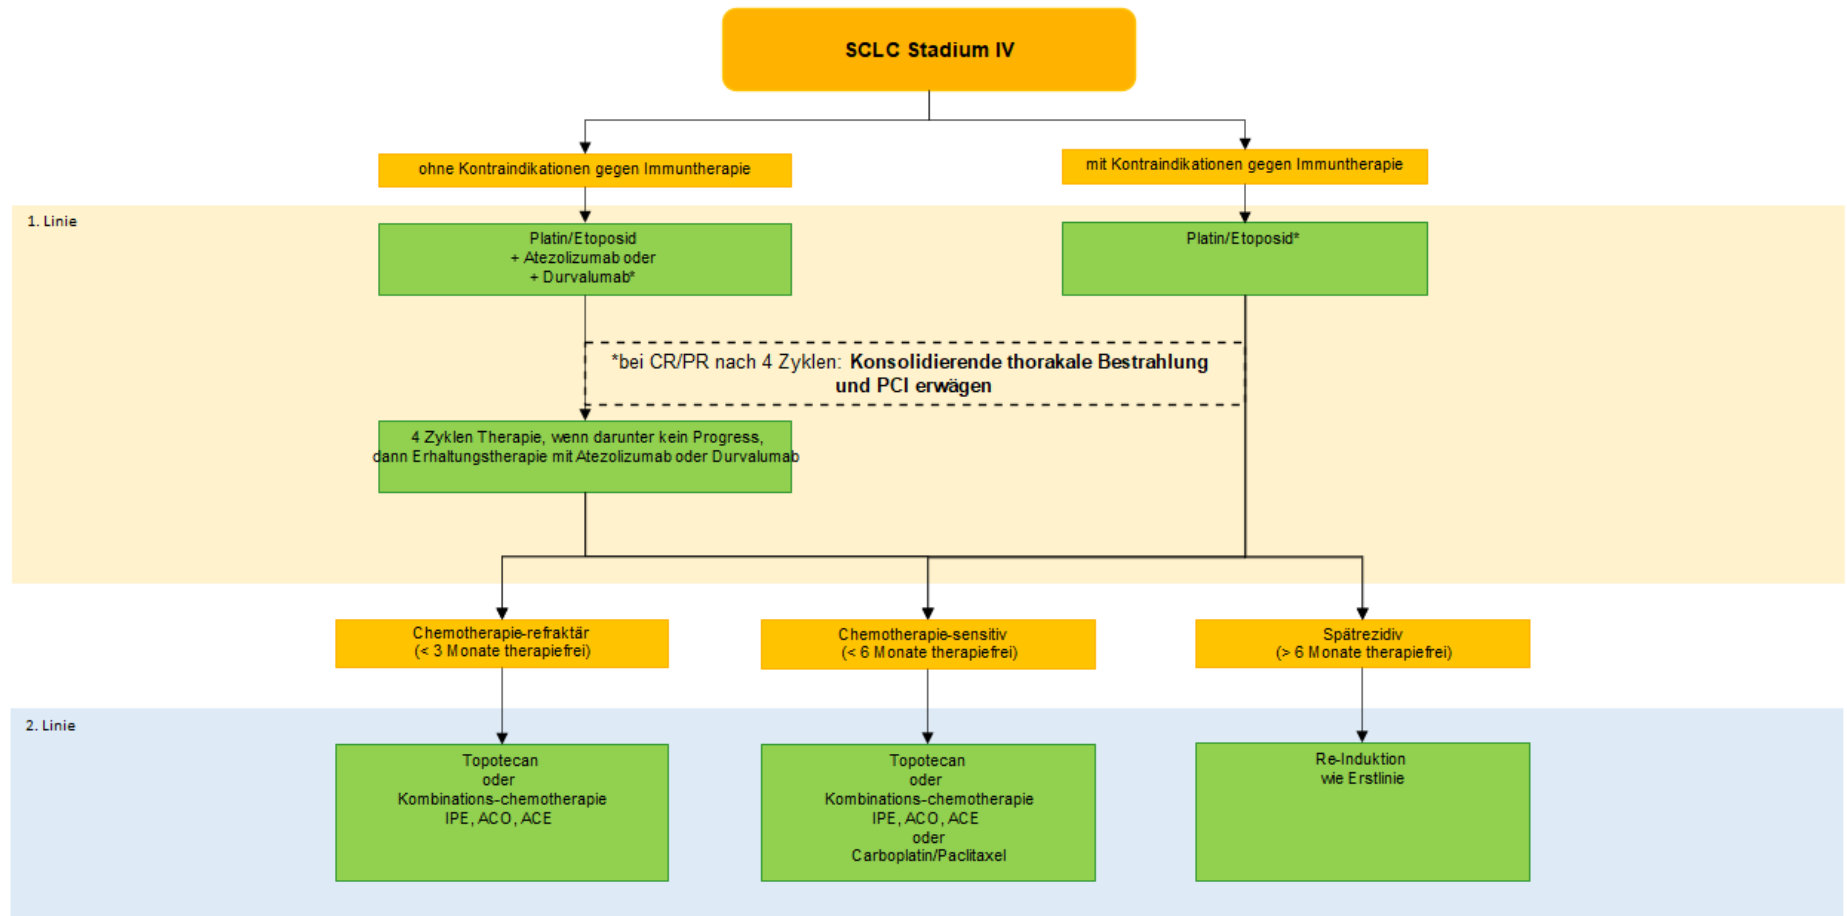 SCLC Stadium IV
ohne Kontraindikationen gegen Immuntherapie
mit Kontraindikationen gegen Immuntherapie
1. Linie
Platin/Etoposid
+ Atezolizumab oder
+ Durvalumab*
Platin/Etoposid*
*bei CR/PR nach 4 Zyklen: Konsolidierende thorakale Bestrahlung
und PCI erwägen
4 Zyklen Therapie, wenn darunter kein Progress,
dann Erhaltungstherapie mit Atezolizumab oder Durvalumab
Chemotherapie-refraktär
(< 3 Monate therapiefrei)
Chemotherapie-sensitiv
(< 6 Monate therapiefrei)
Spätrezidiv
(> 6 Monate therapiefrei)
2. Linie
Topotecan
oder
Kombinations-chemotherapie
IPE, ACO, ACE
Topotecan
oder
Kombinations-chemotherapie
IPE, ACO, ACE
oder
Carboplatin/Paclitaxel
Re-Induktion
wie Erstlinie